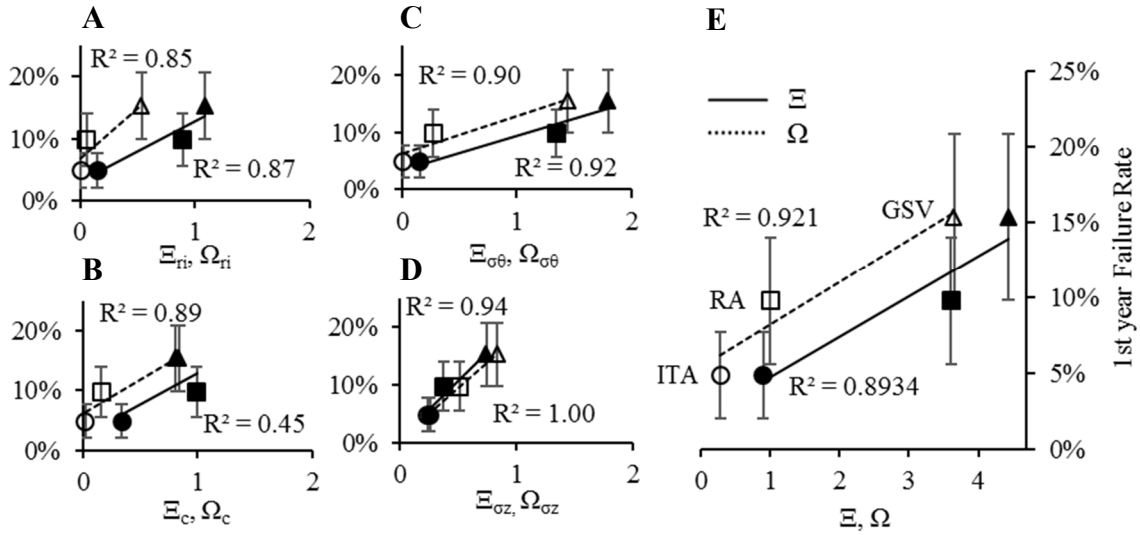 A
R² = 0.85
20%
10%
0%
R² = 0.87
0
1
2
Ξri, Ωri
C
R² = 0.90
20%
10%
0%
R² = 0.92
0
1
2
Ξσθ, Ωσθ
B
R² = 0.89
20%
10%
0%
R² = 0.45
0
1
2
Ξc, Ωc
D
R² = 0.94
20%
10%
0%
R² = 1.00
0
1
2
Ξσz, Ωσz
E
Ξ
Ω
R² = 0.921
GSV
RA
ITA
R² = 0.8934
25%
20%
15%
10%
5%
0%
1st year Failure Rate
0
1
2
3
4
Ξ, Ω